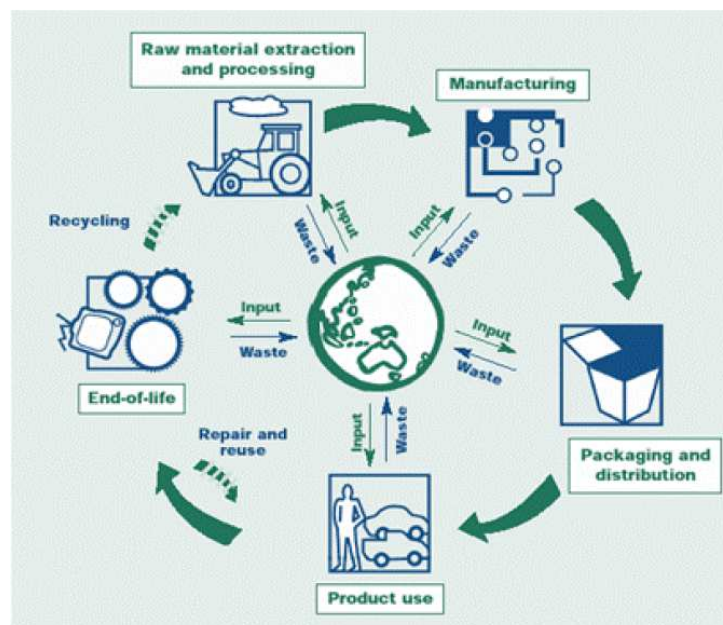 Raw material extraction
and processing
Manufacturing
Recycling
Input
Waste
Input
Waste
Input
Waste
Input
Waste
End-of-life
Repair and
reuse
Input
Waste
Packaging and
distribution
Product use